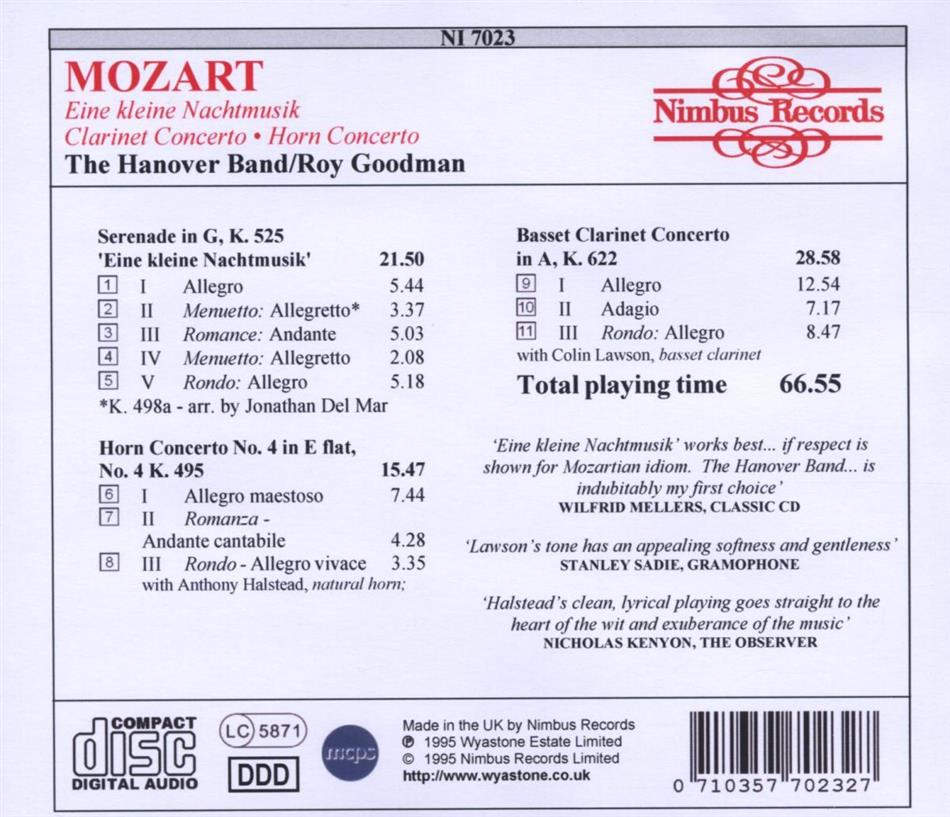 NI 7023
MOZART
Eine kleine Nachtmusik
Clarinet Concerto • Horn Concerto
The Hanover Band/Roy Goodman
Nimbus Records
Serenade in G, K. 525
'Eine kleine Nachtmusik' 21.50
1 I Allegro 5.44
2 II Menuetto: Allegretto* 3.37
3 III Romance: Andante 5.03
4 IV Menuetto: Allegretto 2.08
5 V Rondo: Allegro 5.18
*K. 498a - arr. by Jonathan Del Mar
Horn Concerto No. 4 in E flat,
No. 4 K. 495 15.47
6 I Allegro maestoso 7.44
7 II Romanza -
Andante cantabile 4.28
8 III Rondo - Allegro vivace 3.35
with Anthony Halstead, natural horn;
Basset Clarinet Concerto
in A, K. 622 28.58
9 I Allegro 12.54
10 II Adagio 7.17
11 III Rondo: Allegro 8.47
with Colin Lawson, basset clarinet
Total playing time 66.55
'Eine kleine Nachtmusik' works best... if respect is
shown for Mozartian idiom. The Hanover Band... is
indubitably my first choice'
WILFRID MELLERS, CLASSIC CD
'Lawson's tone has an appealing softness and gentleness'
STANLEY SADIE, GRAMOPHONE
'Halstead's clean, lyrical playing goes straight to the
heart of the wit and exuberance of the music'
NICHOLAS KENYON, THE OBSERVER
COMPACT
disc
DIGITAL AUDIO
LC 5871
DDD
mcps
Made in the UK by Nimbus Records
℗ 1995 Wyastone Estate Limited
© 1995 Nimbus Records Limited
http://www.wyastone.co.uk
0 710357 702327